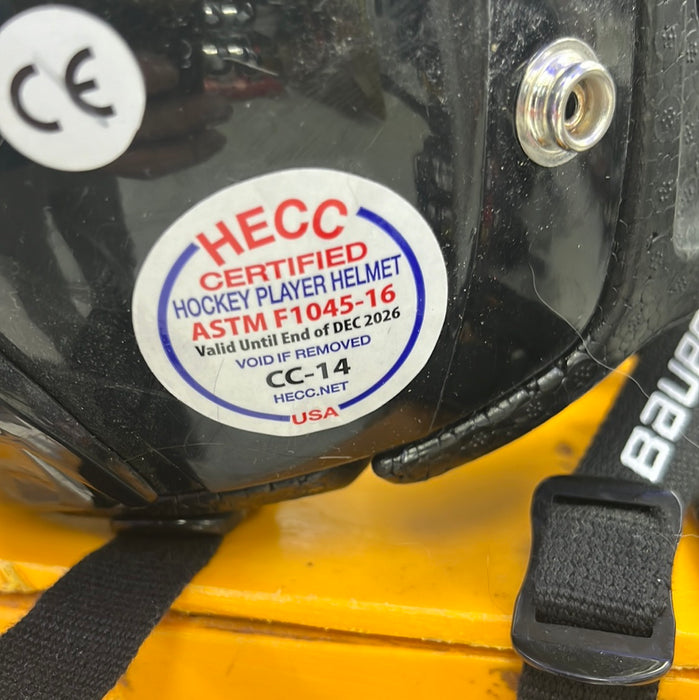 CE
HECC
CERTIFIED
HOCKEY PLAYER HELMET
ASTM F1045-16
Valid Until End of DEC 2026
VOID IF REMOVED
CC-14
HECC.NET
USA